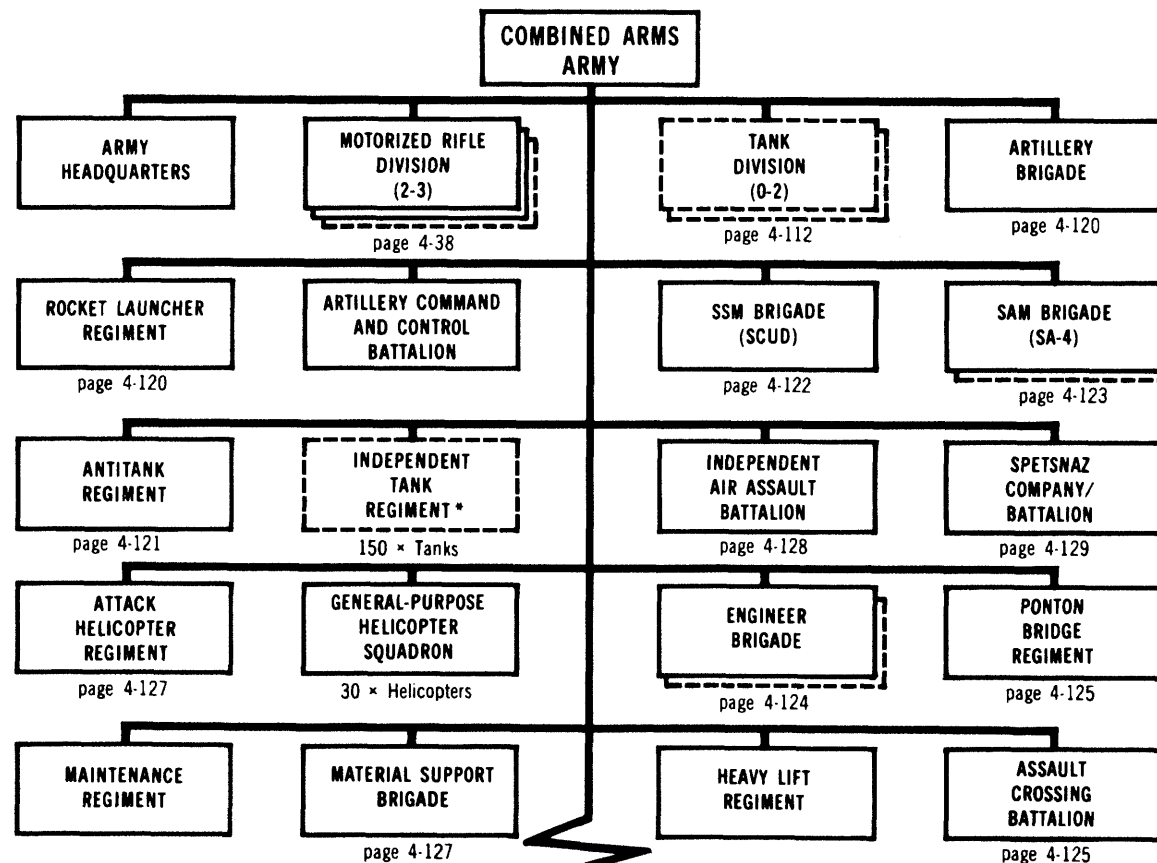 COMBINED ARMS
ARMY
ARMY
HEADQUARTERS
MOTORIZED RIFLE
DIVISION
(2-3)
page 4-38
TANK
DIVISION
(0-2)
page 4-112
ARTILLERY
BRIGADE
page 4-120
ROCKET LAUNCHER
REGIMENT
page 4-120
ARTILLERY COMMAND
AND CONTROL
BATTALION
SSM BRIGADE
(SCUD)
page 4-122
SAM BRIGADE
(SA-4)
page 4-123
ANTITANK
REGIMENT
page 4-121
INDEPENDENT
TANK
REGIMENT*
150 × Tanks
INDEPENDENT
AIR ASSAULT
BATTALION
page 4-128
SPETSNAZ
COMPANY/
BATTALION
page 4-129
ATTACK
HELICOPTER
REGIMENT
page 4-127
GENERAL-PURPOSE
HELICOPTER
SQUADRON
30 × Helicopters
ENGINEER
BRIGADE
page 4-124
PONTON
BRIDGE
REGIMENT
page 4-125
MAINTENANCE
REGIMENT
MATERIAL SUPPORT
BRIGADE
page 4-127
HEAVY LIFT
REGIMENT
ASSAULT
CROSSING
BATTALION
page 4-125